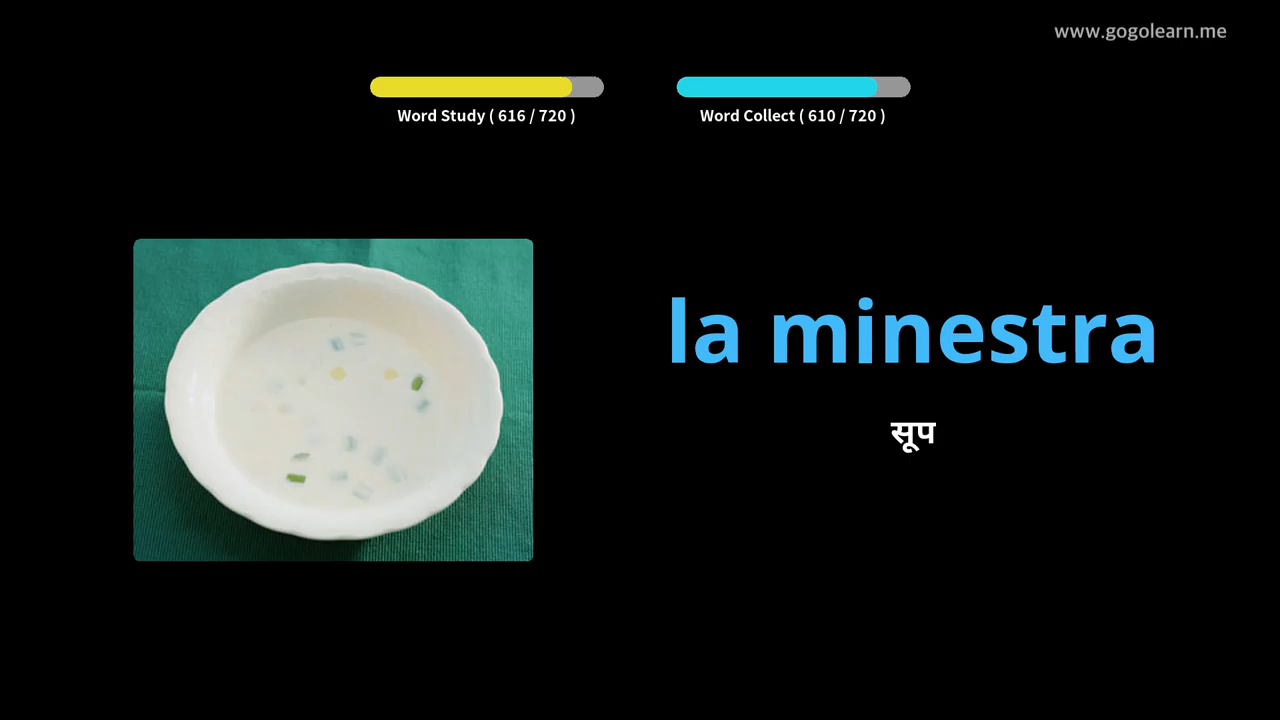 www.gogolearn.me
Word Study ( 616 / 720 )
Word Collect ( 610 / 720 )
la minestra
सूप